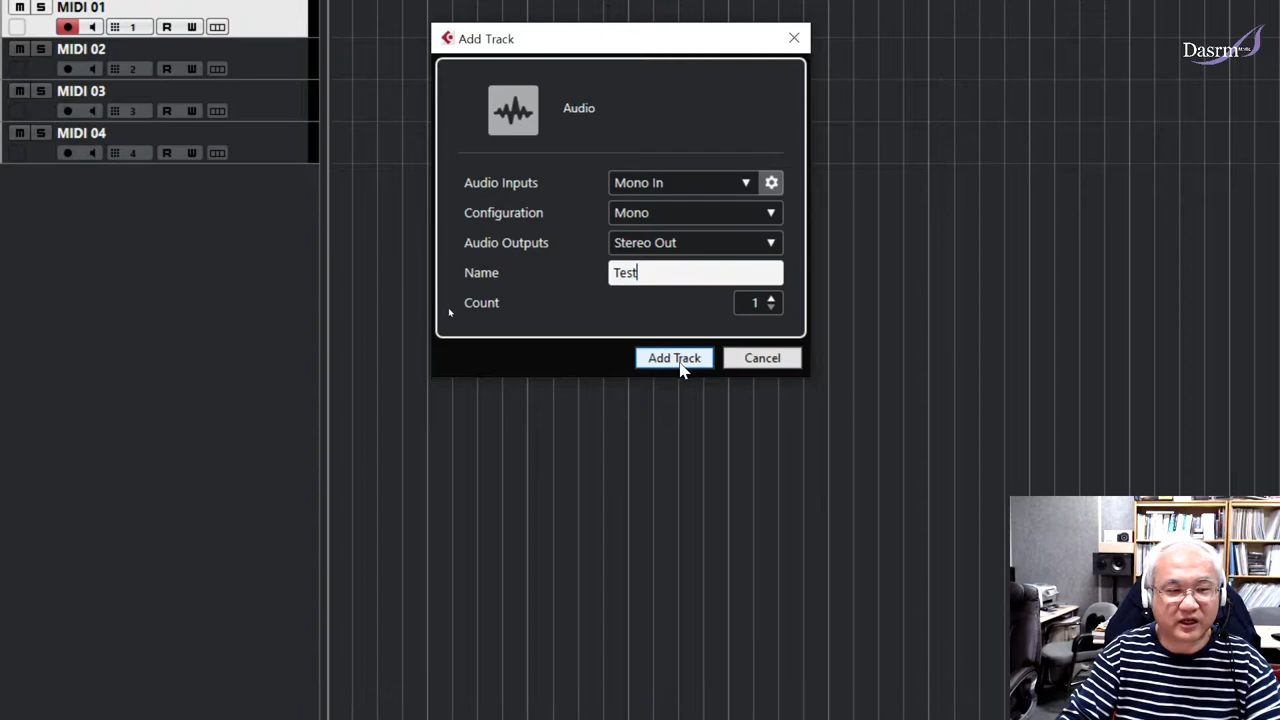 M S MIDI 01
1 R W
M S MIDI 02
2 R W
M S MIDI 03
3 R W
M S MIDI 04
4 R W
Add Track
Audio
Audio Inputs Mono In
Configuration Mono
Audio Outputs Stereo Out
Name Test
Count 1
Add Track Cancel
Dasrm